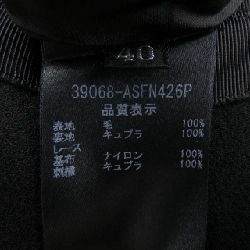 40
39068-ASFN426P
品質表示
表地 毛 100%
裏地 キュプラ 100%
レース
基布 ナイロン 100%
刺繍 キュプラ 100%